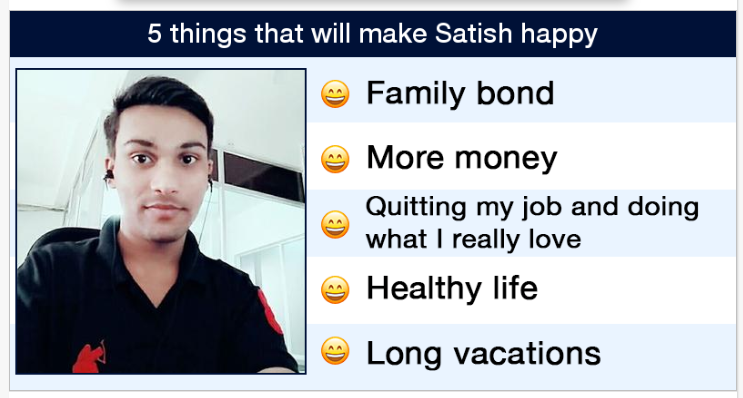 5 things that will make Satish happy
Family bond
More money
Quitting my job and doing
what I really love
Healthy life
Long vacations